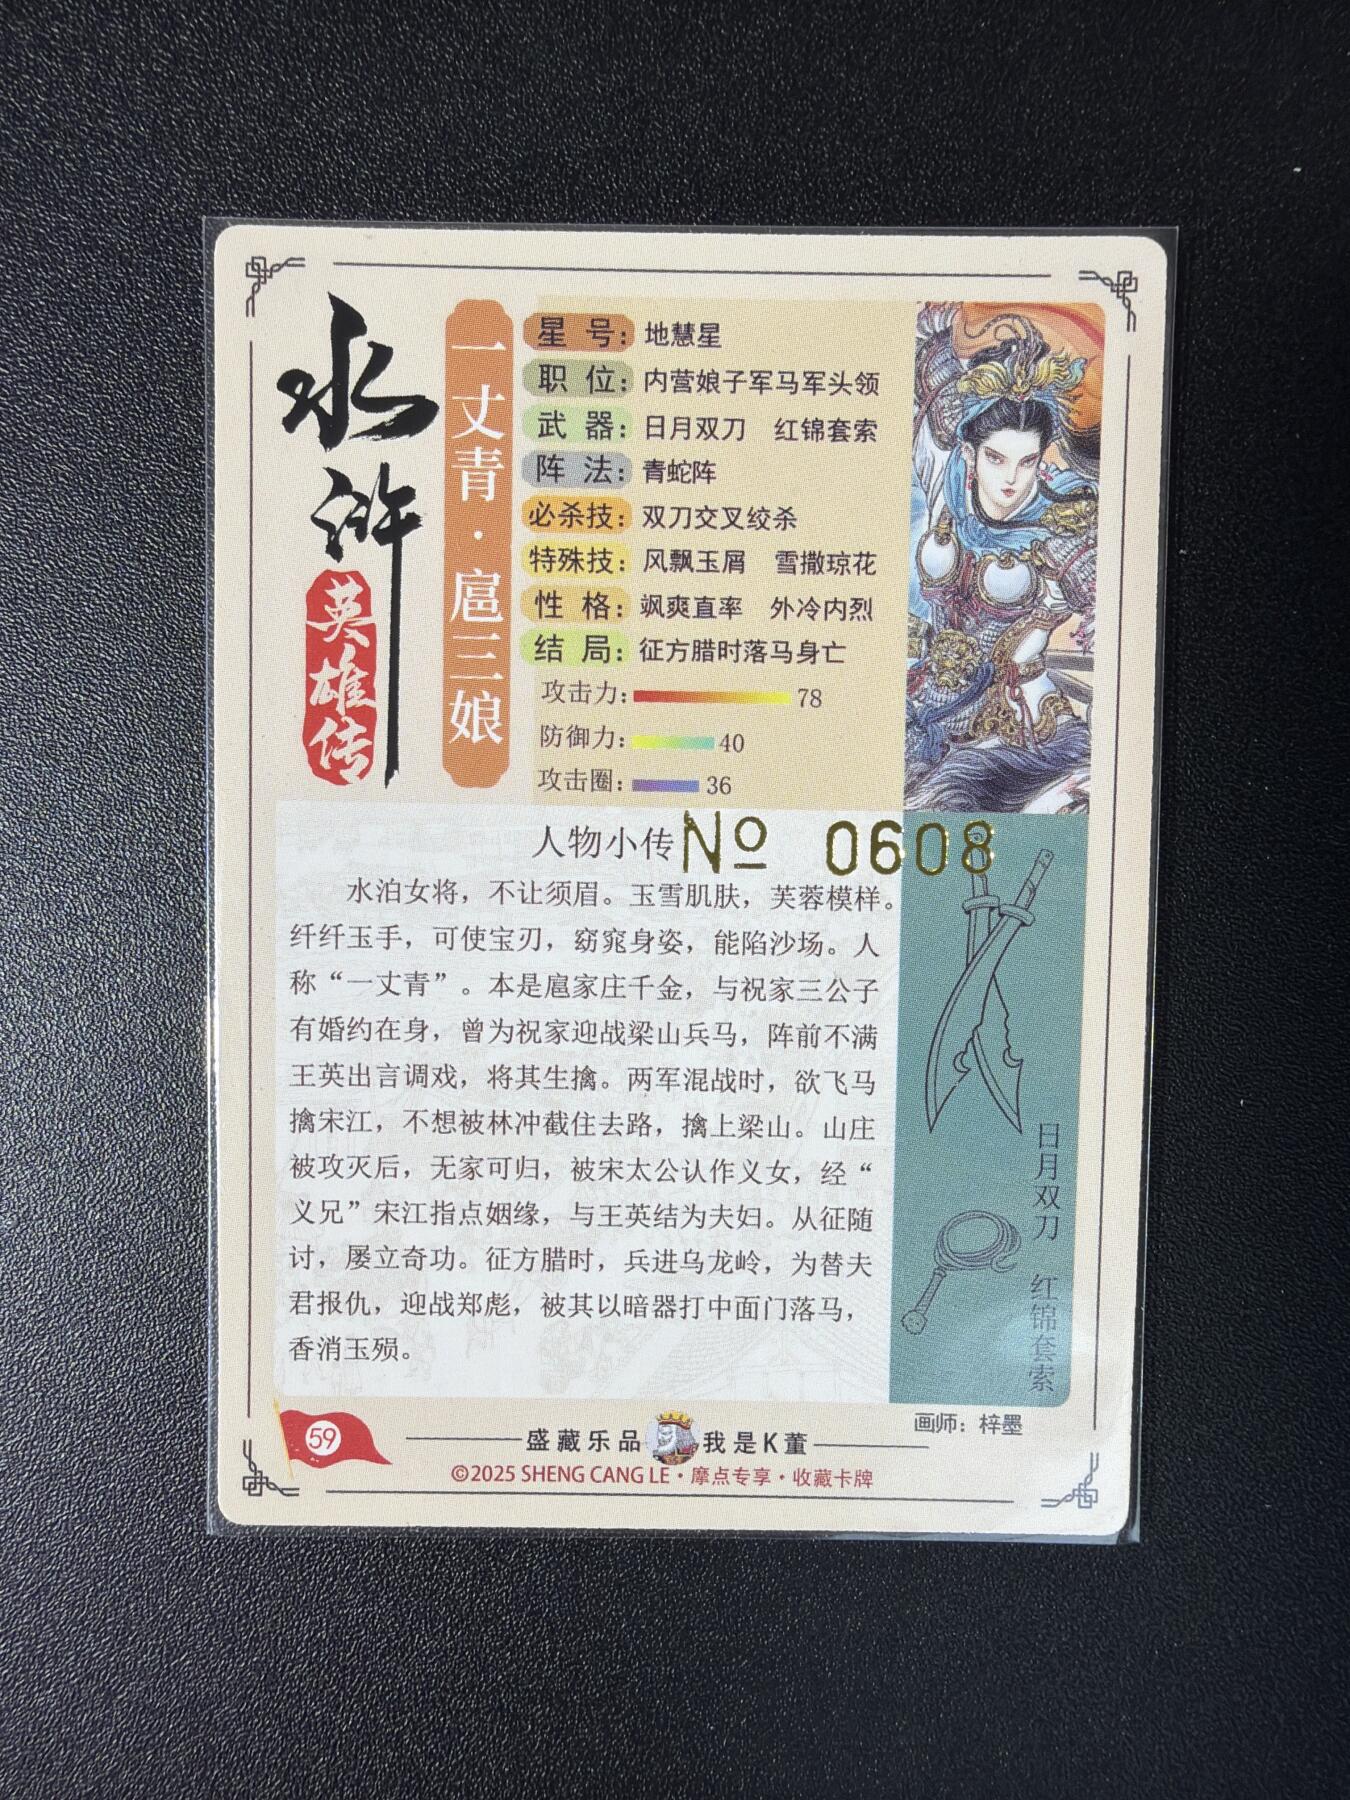 水浒
英雄传
一丈青·扈三娘
星号：地慧星
职位：内营娘子军马军头领
武器：日月双刀 红锦套索
阵法：青蛇阵
必杀技：双刀交叉绞杀
特殊技：风飘玉屑 雪撒琼花
性格：飒爽直率 外冷内烈
结局：征方腊时落马身亡
攻击力：78
防御力：40
攻击圈：36
人物小传
№ 0608
水泊女将，不让须眉。玉雪肌肤，芙蓉模样。
纤纤玉手，可使宝刃，窈窕身姿，能陷沙场。人
称“一丈青”。本是扈家庄千金，与祝家三公子
有婚约在身，曾为祝家迎战梁山兵马，阵前不满
王英出言调戏，将其生擒。两军混战时，欲飞马
擒宋江，不想被林冲截住去路，擒上梁山。山庄
被攻灭后，无家可归，被宋太公认作义女，经“
义兄”宋江指点姻缘，与王英结为夫妇。从征随
讨，屡立奇功。征方腊时，兵进乌龙岭，为替夫
君报仇，迎战郑彪，被其以暗器打中面门落马，
香消玉殒。
日月双刀 红锦套索
画师：梓墨
59
盛藏乐品 我是K董
©2025 SHENG CANG LE·摩点专享·收藏卡牌